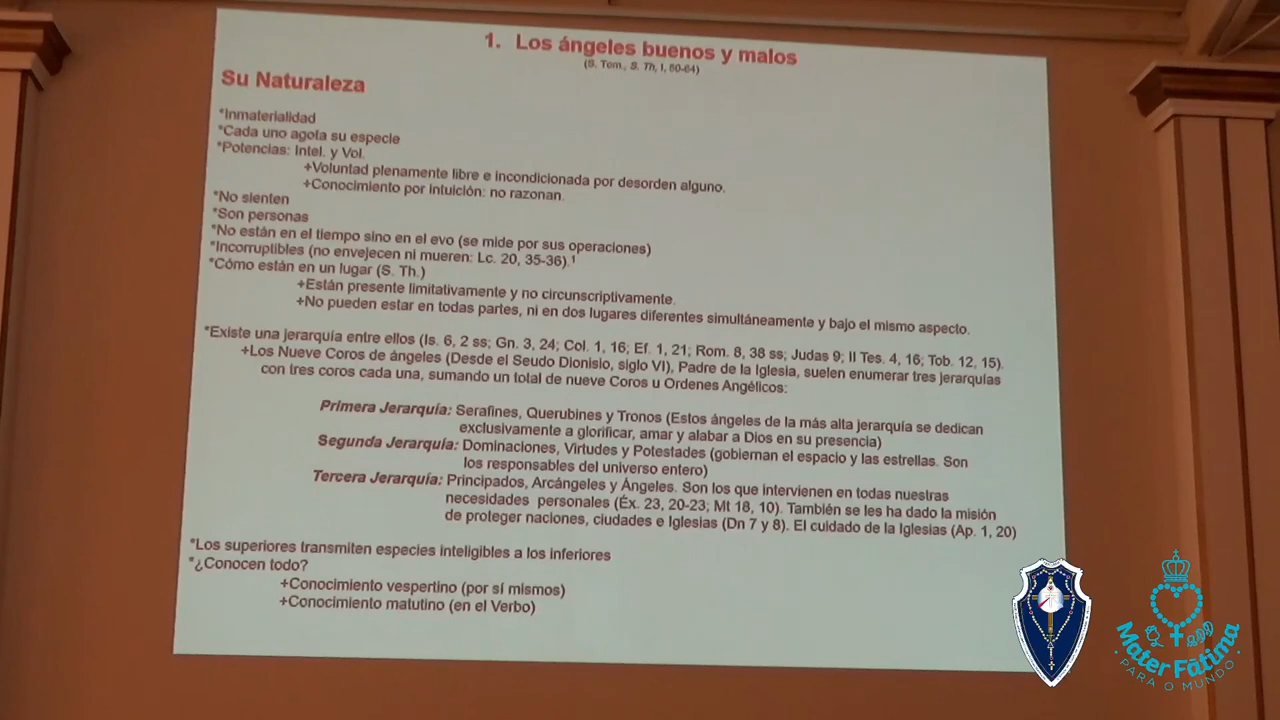 1. Los ángeles buenos y malos
(S. Tom., S. Th, I, 50-64)
Su Naturaleza
*Inmaterialidad
*Cada uno agota su especie
*Potencias: Intel. y Vol.
+Voluntad plenamente libre e incondicionada por desorden alguno.
+Conocimiento por intuición: no razonan.
*No sienten
*Son personas
*No están en el tiempo sino en el evo (se mide por sus operaciones)
*Incorruptibles (no envejecen ni mueren: Lc. 20, 35-36).¹
*Cómo están en un lugar (S. Th.)
+Están presente limitativamente y no circunscriptivamente.
+No pueden estar en todas partes, ni en dos lugares diferentes simultáneamente y bajo el mismo aspecto.
*Existe una jerarquía entre ellos (Is. 6, 2 ss; Gn. 3, 24; Col. 1, 16; Ef. 1, 21; Rom. 8, 38 ss; Judas 9; II Tes. 4, 16; Tob. 12, 15).
+Los Nueve Coros de ángeles (Desde el Seudo Dionisio, siglo VI), Padre de la Iglesia, suelen enumerar tres jerarquías
con tres coros cada una, sumando un total de nueve Coros u Ordenes Angélicos:
Primera Jerarquía: Serafines, Querubines y Tronos (Estos ángeles de la más alta jerarquía se dedican
exclusivamente a glorificar, amar y alabar a Dios en su presencia)
Segunda Jerarquía: Dominaciones, Virtudes y Potestades (gobiernan el espacio y las estrellas. Son
los responsables del universo entero)
Tercera Jerarquía: Principados, Arcángeles y Ángeles. Son los que intervienen en todas nuestras
necesidades personales (Éx. 23, 20-23; Mt 18, 10). También se les ha dado la misión
de proteger naciones, ciudades e Iglesias (Dn 7 y 8). El cuidado de la Iglesias (Ap. 1, 20)
*Los superiores transmiten especies inteligibles a los inferiores
*¿Conocen todo?
+Conocimiento vespertino (por sí mismos)
+Conocimiento matutino (en el Verbo)
Mater Fátima
PARA O MUNDO